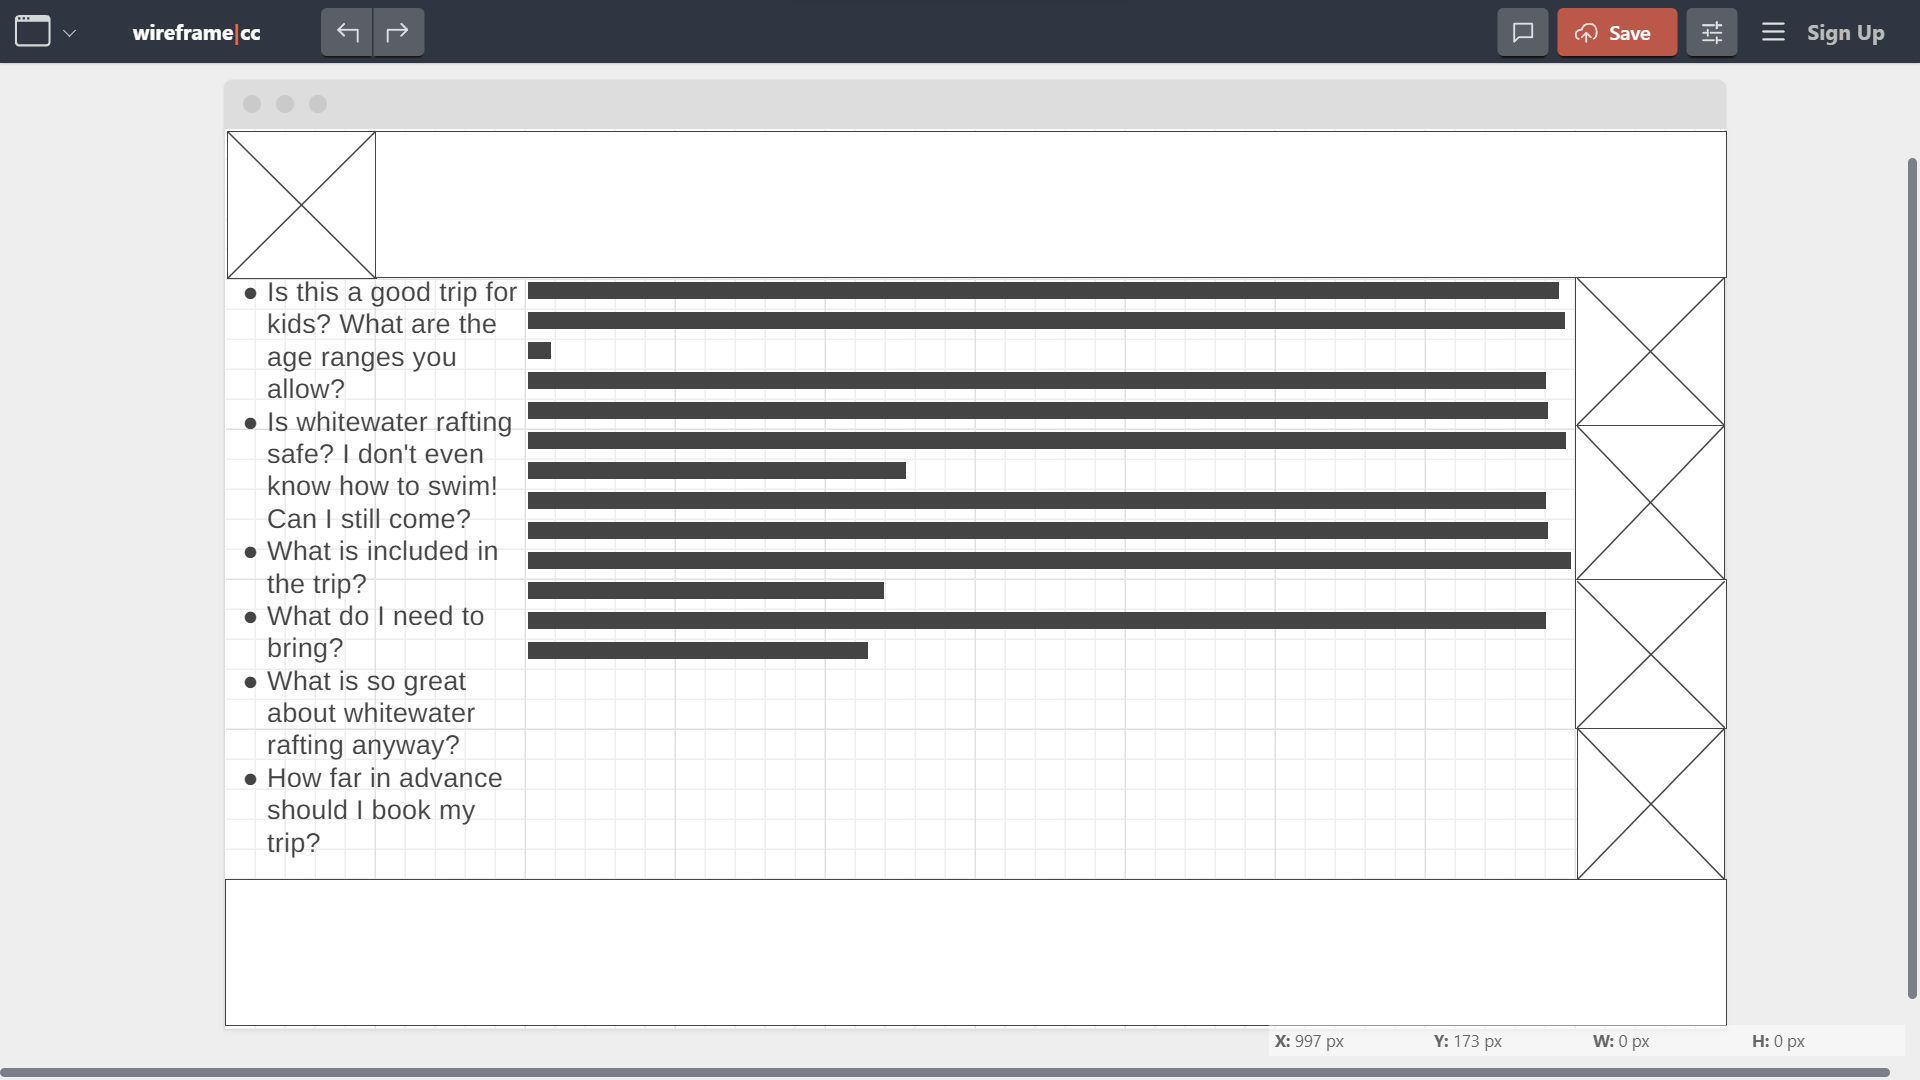 wireframe|cc
Save
Sign Up
● Is this a good trip for
kids? What are the
age ranges you
allow?
● Is whitewater rafting
safe? I don't even
know how to swim!
Can I still come?
● What is included in
the trip?
● What do I need to
bring?
● What is so great
about whitewater
rafting anyway?
● How far in advance
should I book my
trip?
X: 997 px Y: 173 px W: 0 px H: 0 px